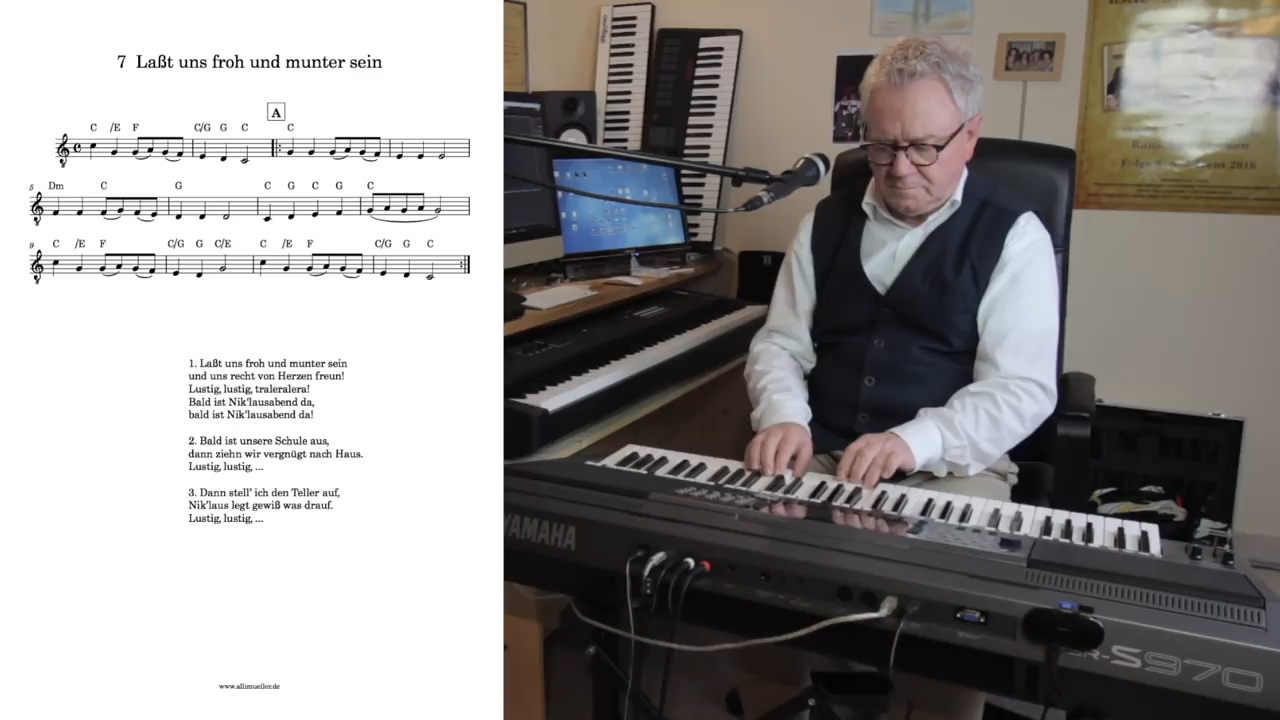 7 Laßt uns froh und munter sein
A
C /E F C/G G C C
5
Dm C G C G C G C
9
C /E F C/G G C/E C /E F C/G G C
1. Laßt uns froh und munter sein
und uns recht von Herzen freun!
Lustig, lustig, traleralera!
Bald ist Nik'lausabend da,
bald ist Nik'lausabend da!
2. Bald ist unsere Schule aus,
dann ziehn wir vergnügt nach Haus.
Lustig, lustig, ...
3. Dann stell' ich den Teller auf,
Nik'laus legt gewiß was drauf.
Lustig, lustig, ...
www.allimueller.de
YAMAHA
S970